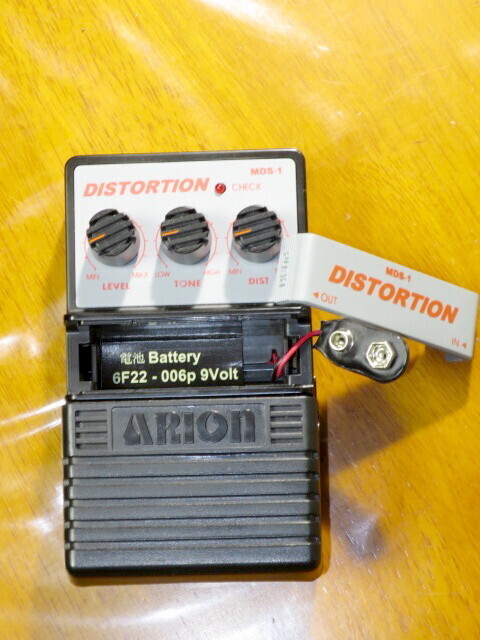 MDS-1
DISTORTION
CHECK
MIN
MAX
LOW
HIGH
MIN
LEVEL
TONE
DIST
MDS-1
DISTORTION
◄OUT
IN◄
電池 Battery
6F22 - 006p 9Volt
ARION